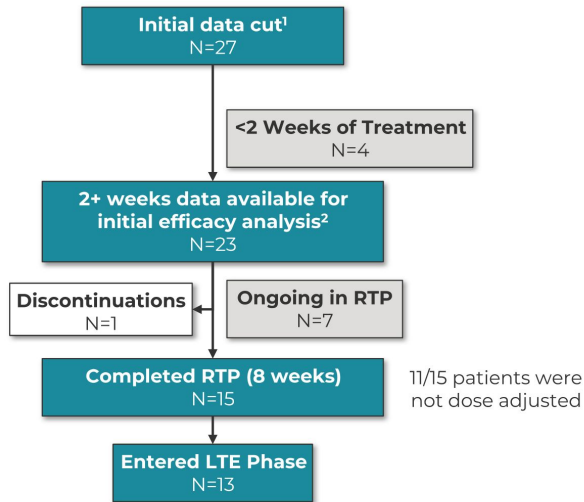 Initial data cut¹
N=27
<2 Weeks of Treatment
N=4
2+ weeks data available for
initial efficacy analysis²
N=23
Discontinuations
N=1
Ongoing in RTP
N=7
Completed RTP (8 weeks)
N=15
11/15 patients were
not dose adjusted
Entered LTE Phase
N=13